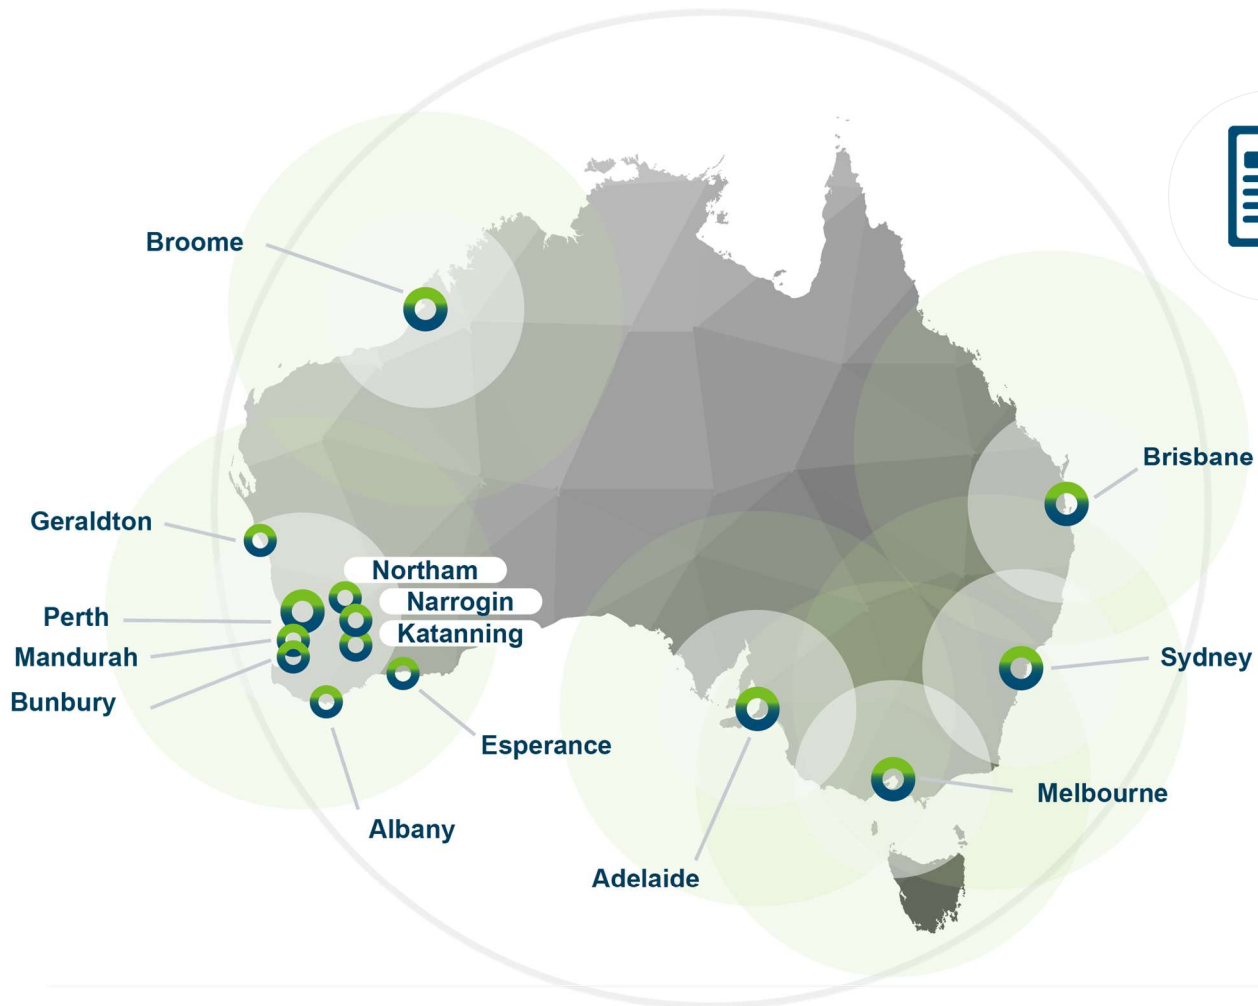 Broome
Brisbane
Geraldton
Northam
Narrogin
Perth
Katanning
Mandurah
Sydney
Bunbury
Esperance
Melbourne
Albany
Adelaide